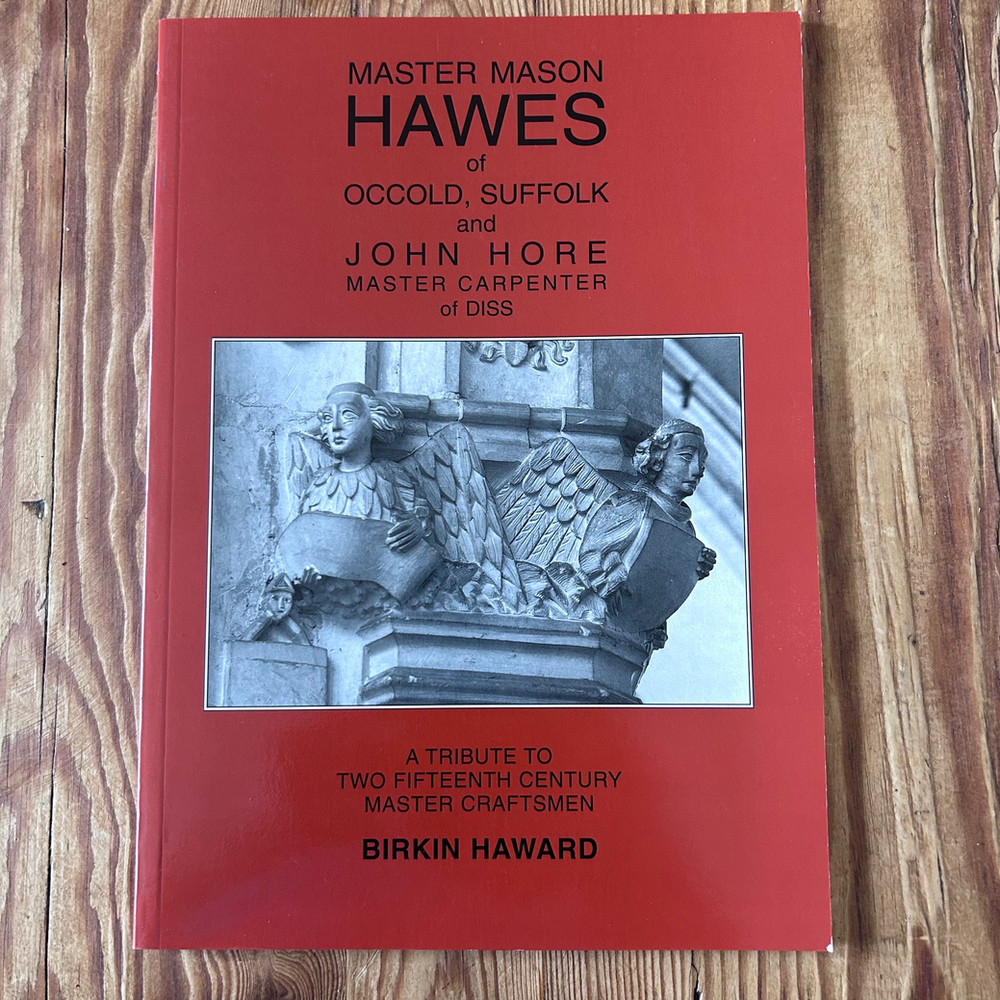 MASTER MASON
HAWES
of
OCCOLD, SUFFOLK
and
JOHN HORE
MASTER CARPENTER
of DISS
A TRIBUTE TO
TWO FIFTEENTH CENTURY
MASTER CRAFTSMEN
BIRKIN HAWARD